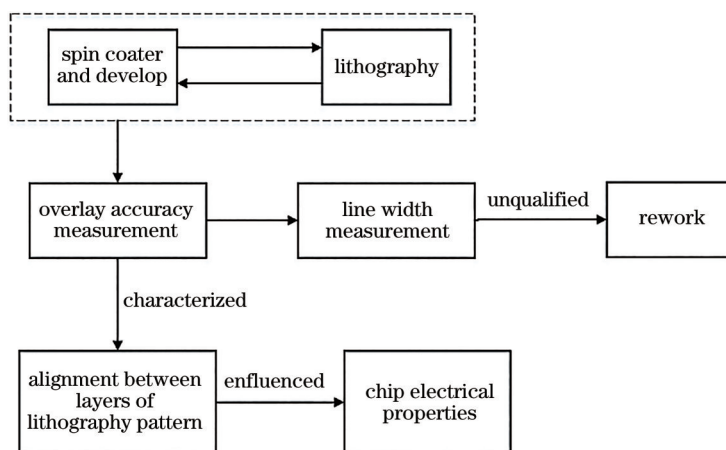 spin coater
and develop
lithography
overlay accuracy
measurement
line width
measurement
unqualified
rework
characterized
alignment between
layers of
lithography pattern
enfluenced
chip electrical
properties